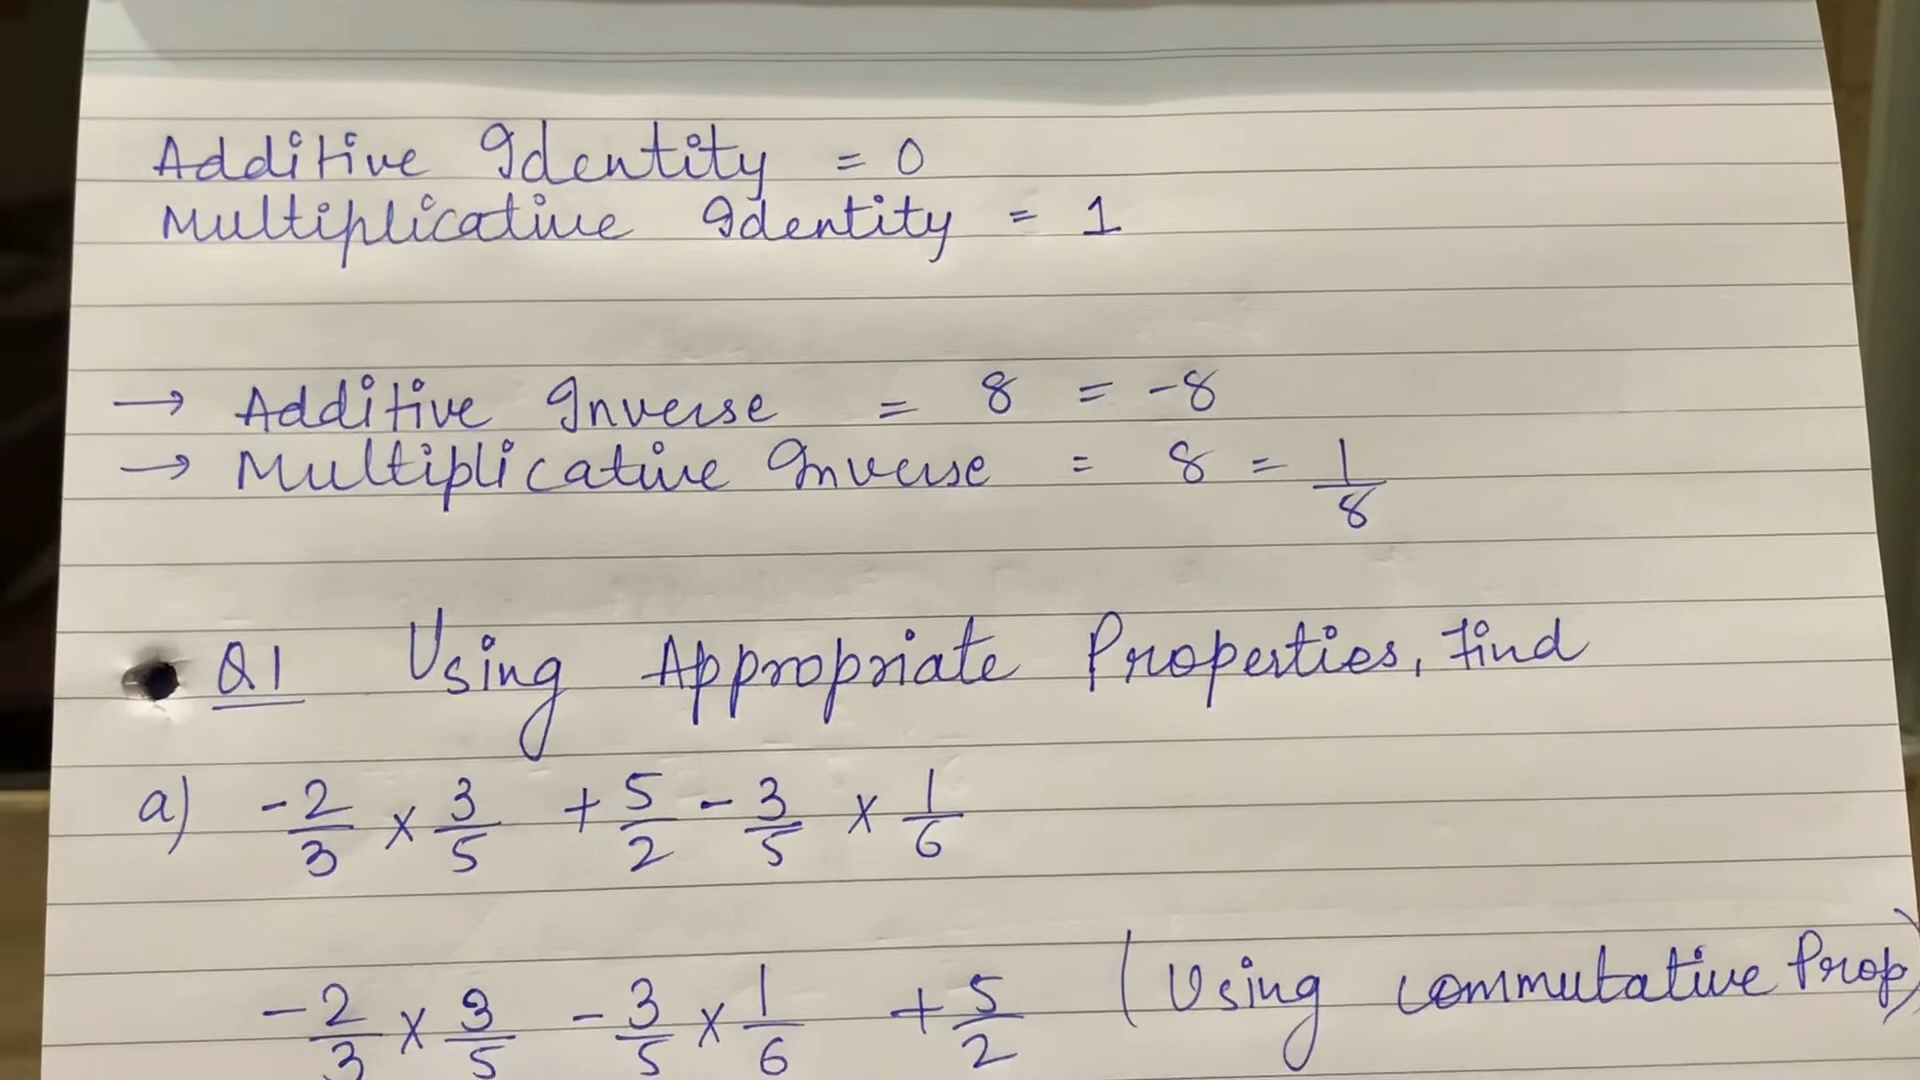 Additive Identity = 0
Multiplicative Identity = 1
→ Additive Inverse = 8 = -8
→ Multiplicative Inverse = 8 = 1/8
Q1 Using Appropriate Properties, find
a) -2/3 × 3/5 + 5/2 - 3/5 × 1/6
-2/3 × 3/5 - 3/5 × 1/6 + 5/2 (Using commutative Prop)